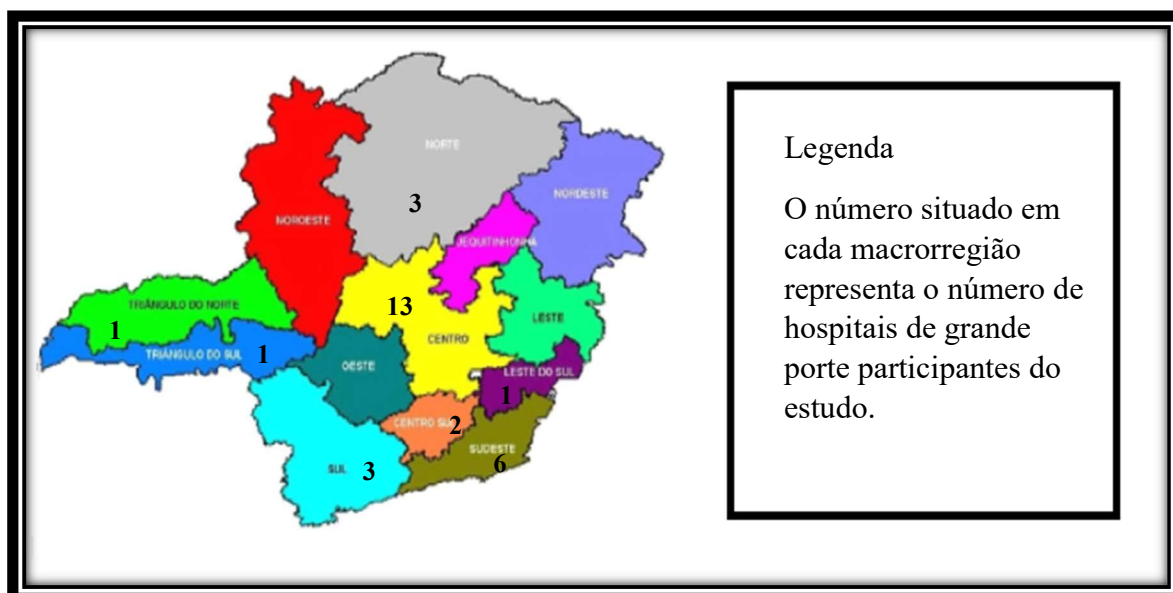 NORTE
3
NORDESTE
NOROESTE
JEQUITINHONHA
TRIÂNGULO DO NORTE
1
13
CENTRO
LESTE
TRIÂNGULO DO SUL
1
OESTE
LESTE DO SUL
1
CENTRO SUL
2
SUDESTE
6
SUL
3
Legenda
O número situado em
cada macrorregião
representa o número de
hospitais de grande
porte participantes do
estudo.